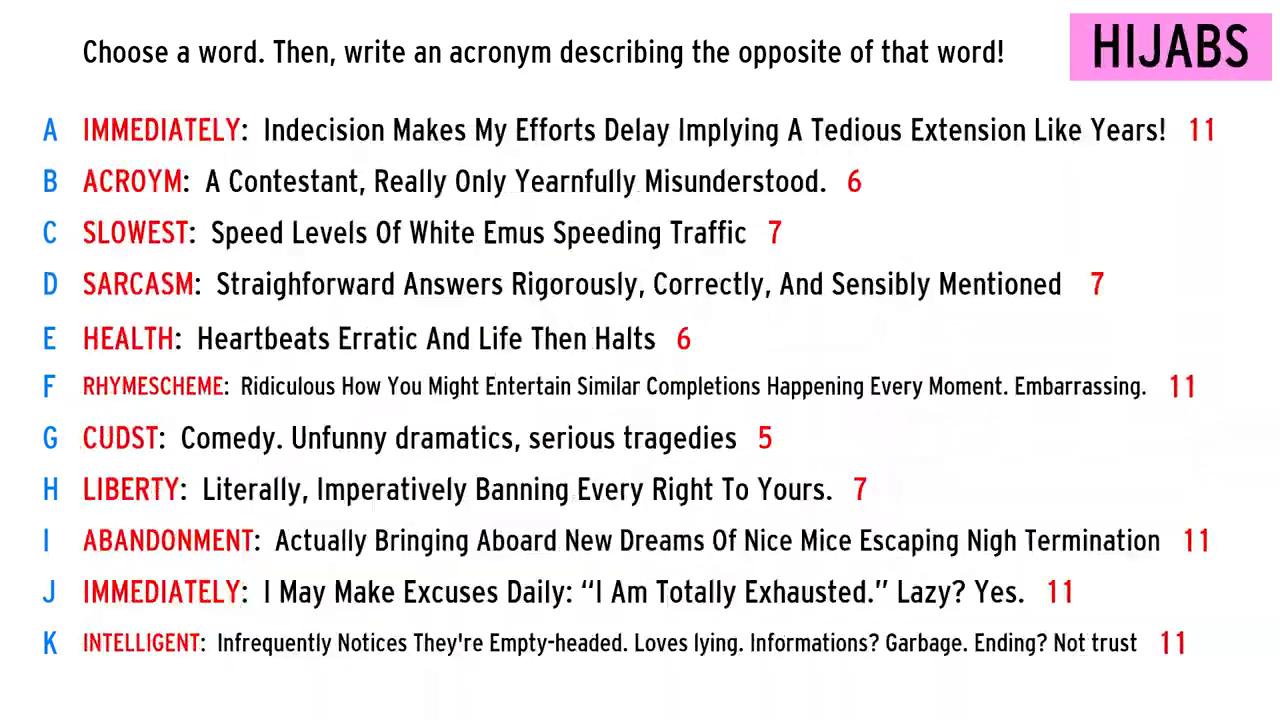 Choose a word. Then, write an acronym describing the opposite of that word!
HIJABS
A IMMEDIATELY: Indecision Makes My Efforts Delay Implying A Tedious Extension Like Years! 11
B ACROYM: A Contestant, Really Only Yearnfully Misunderstood. 6
C SLOWEST: Speed Levels Of White Emus Speeding Traffic 7
D SARCASM: Straighforward Answers Rigorously, Correctly, And Sensibly Mentioned 7
E HEALTH: Heartbeats Erratic And Life Then Halts 6
F RHYMESCHEME: Ridiculous How You Might Entertain Similar Completions Happening Every Moment. Embarrassing. 11
G CUDST: Comedy. Unfunny dramatics, serious tragedies 5
H LIBERTY: Literally, Imperatively Banning Every Right To Yours. 7
I ABANDONMENT: Actually Bringing Aboard New Dreams Of Nice Mice Escaping Nigh Termination 11
J IMMEDIATELY: I May Make Excuses Daily: “I Am Totally Exhausted.” Lazy? Yes. 11
K INTELLIGENT: Infrequently Notices They're Empty-headed. Loves lying. Informations? Garbage. Ending? Not trust 11